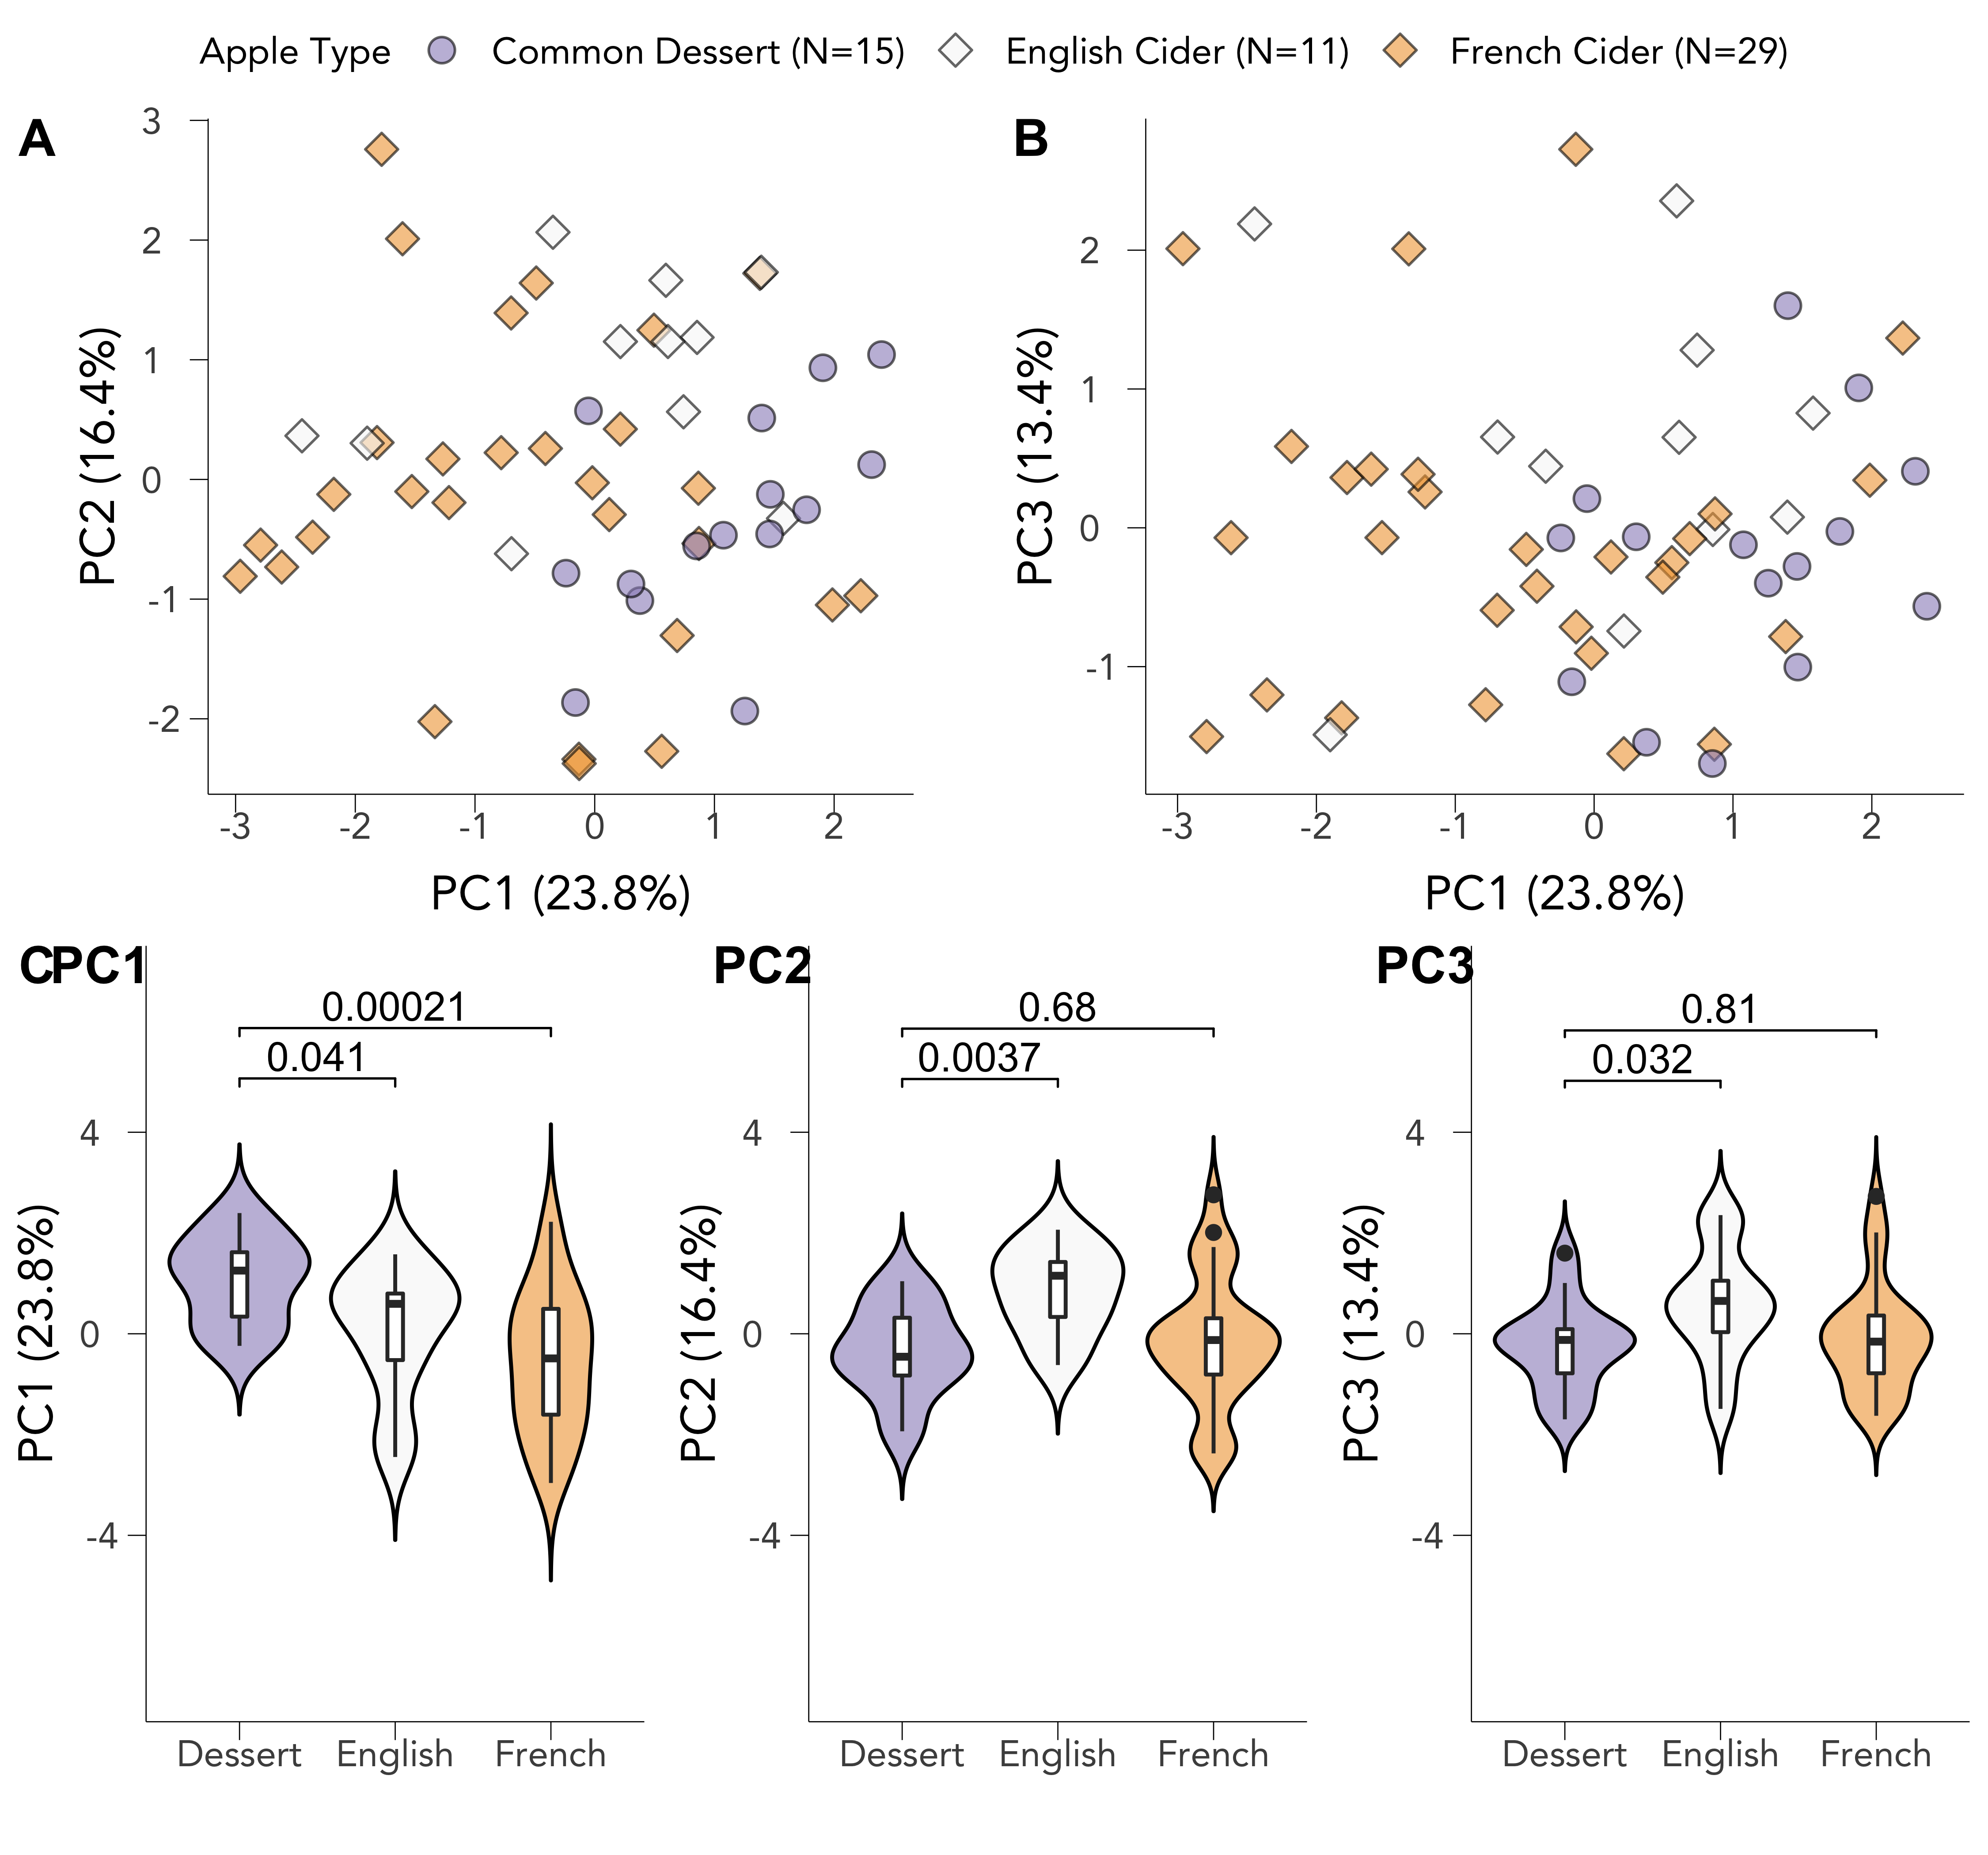 Apple Type Common Dessert (N=15) English Cider (N=11) French Cider (N=29)
A
3
2
1
0
-1
-2
PC2 (16.4%)
-3 -2 -1 0 1 2
PC1 (23.8%)
B
2
1
0
-1
PC3 (13.4%)
-3 -2 -1 0 1 2
PC1 (23.8%)
CPC1
0.00021
0.041
4
0
-4
PC1 (23.8%)
Dessert English French
PC2
0.68
0.0037
4
0
-4
PC2 (16.4%)
Dessert English French
PC3
0.81
0.032
4
0
-4
PC3 (13.4%)
Dessert English French